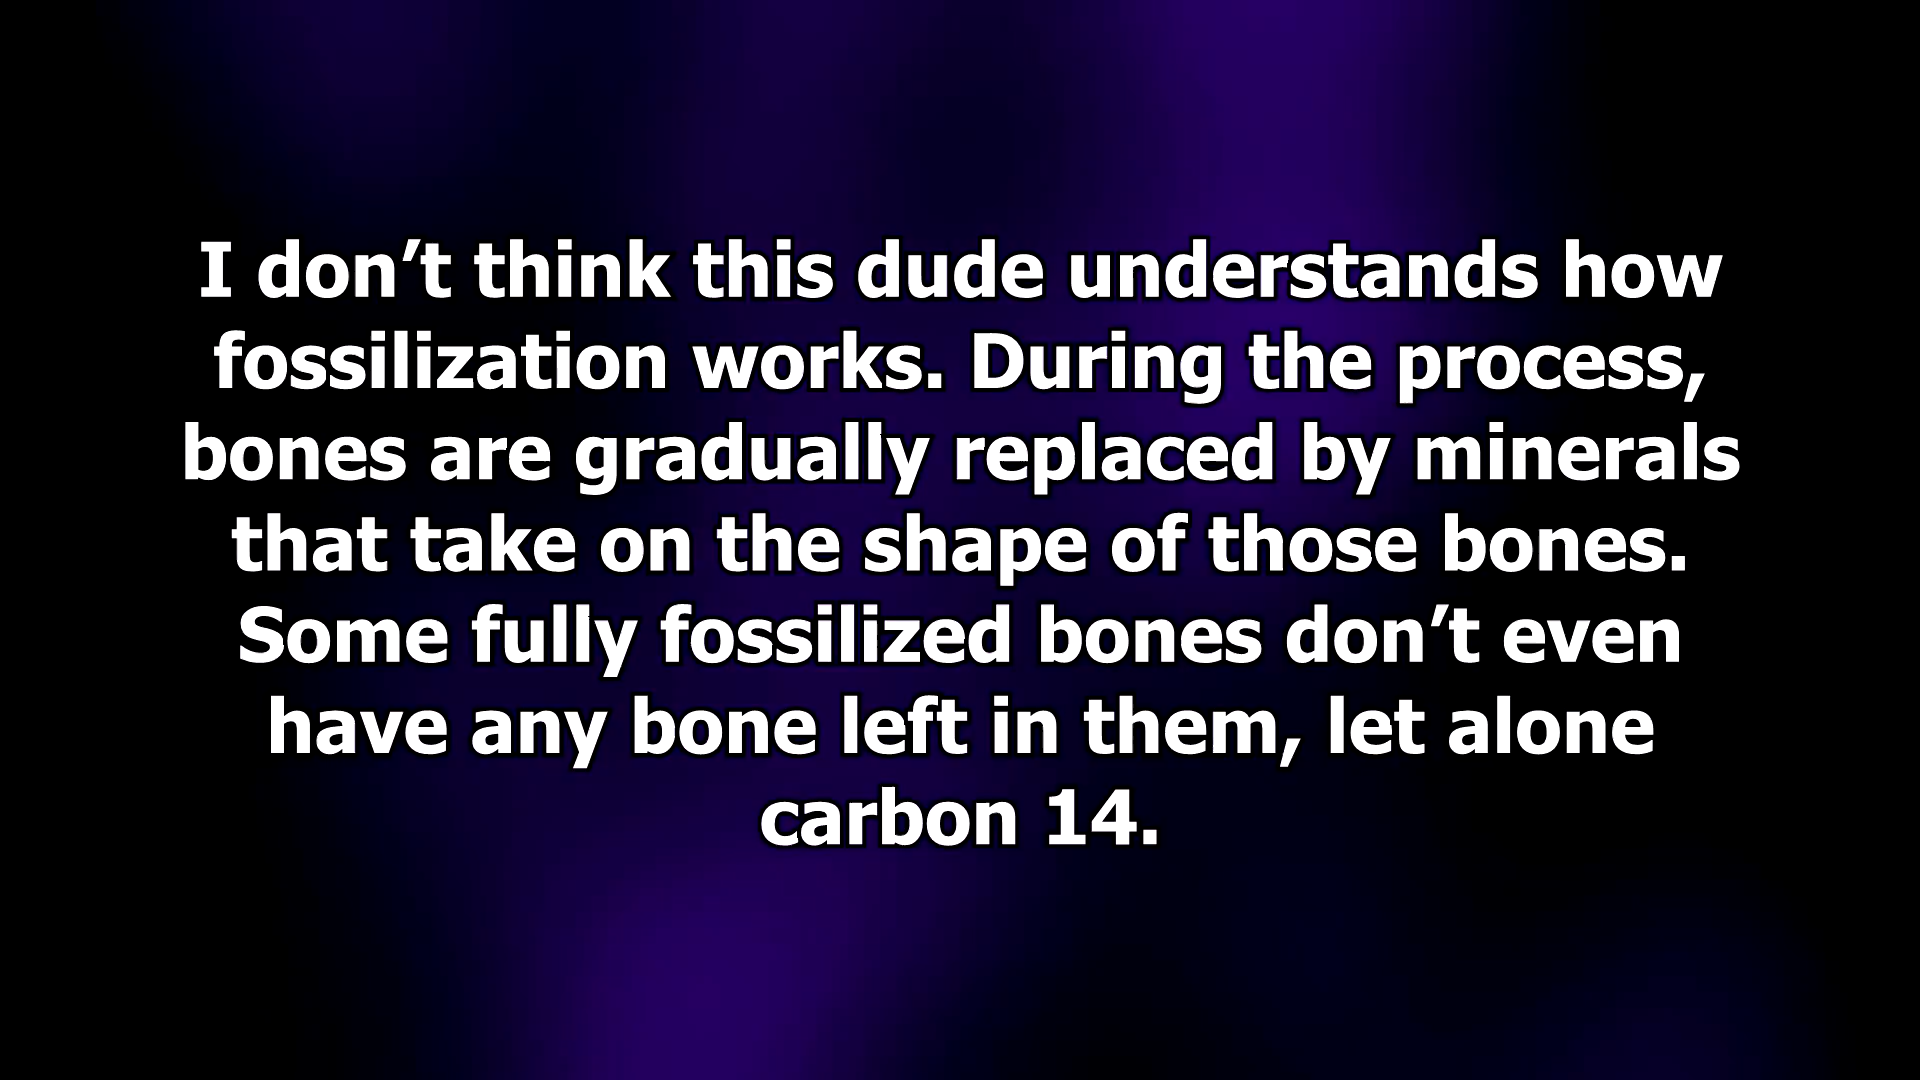 I don’t think this dude understands how
fossilization works. During the process,
bones are gradually replaced by minerals
that take on the shape of those bones.
Some fully fossilized bones don’t even
have any bone left in them, let alone
carbon 14.